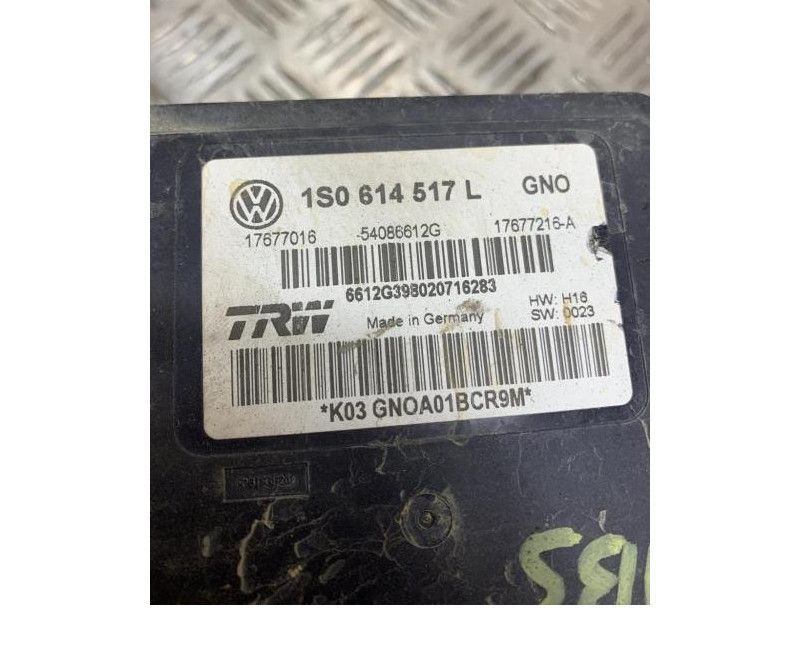 1S0 614 517 L GNO
17677016 -54086612G 17677216-A
6612G398020716283
TRW Made in Germany HW: H16
SW: 0023
*K03 GNOA01BCR9M*